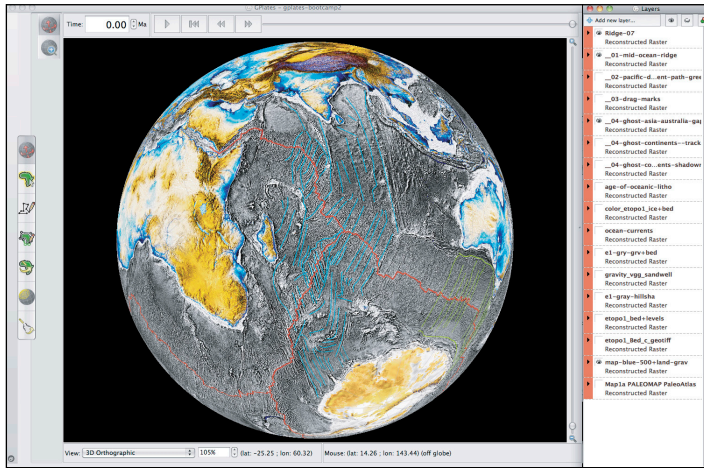 GPlates - gplates-bootcamp2
Time: 0.00 Ma
View: 3D Orthographic 105% (lat: -25.25 ; lon: 60.32) Mouse: (lat: 14.26 ; lon: 143.44) (off globe)
Layers
Add new layer...
Ridge-07
Reconstructed Raster
__01-mid-ocean-ridge
Reconstructed Raster
__02-pacific-d...ent-path-gree
Reconstructed Raster
__03-drag-marks
Reconstructed Raster
__04-ghost-asia-australia-gap
Reconstructed Raster
__04-ghost-continents--track
Reconstructed Raster
__04-ghost-co...ents-shadowr
Reconstructed Raster
age-of-oceanic-litho
Reconstructed Raster
color_etopo1_ice+bed
Reconstructed Raster
ocean-currents
Reconstructed Raster
e1-gry-grv+bed
Reconstructed Raster
gravity_vgg_sandwell
Reconstructed Raster
e1-gray-hillsha
Reconstructed Raster
etopo1_bed+levels
Reconstructed Raster
etopo1_Bed_c_geotiff
Reconstructed Raster
map-blue-500+land-grav
Reconstructed Raster
Map1a PALEOMAP PaleoAtlas
Reconstructed Raster